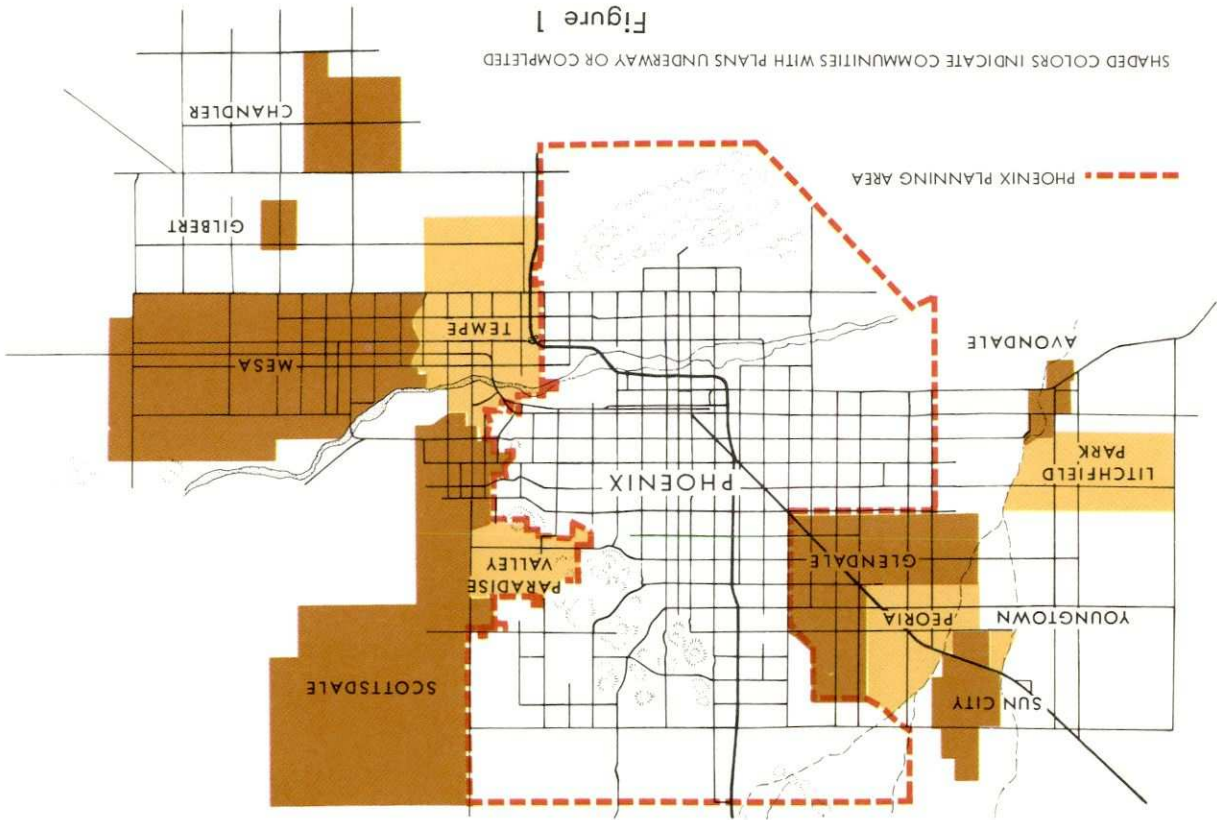 SUN CITY
SCOTTSDALE
YOUNGTOWN
PEORIA
PARADISE
VALLEY
GLENDALE
PHOENIX
LITCHFIELD
PARK
MESA
AVONDALE
TEMPE
GILBERT
PHOENIX PLANNING AREA
CHANDLER
SHADED COLORS INDICATE COMMUNITIES WITH PLANS UNDERWAY OR COMPLETED
Figure 1